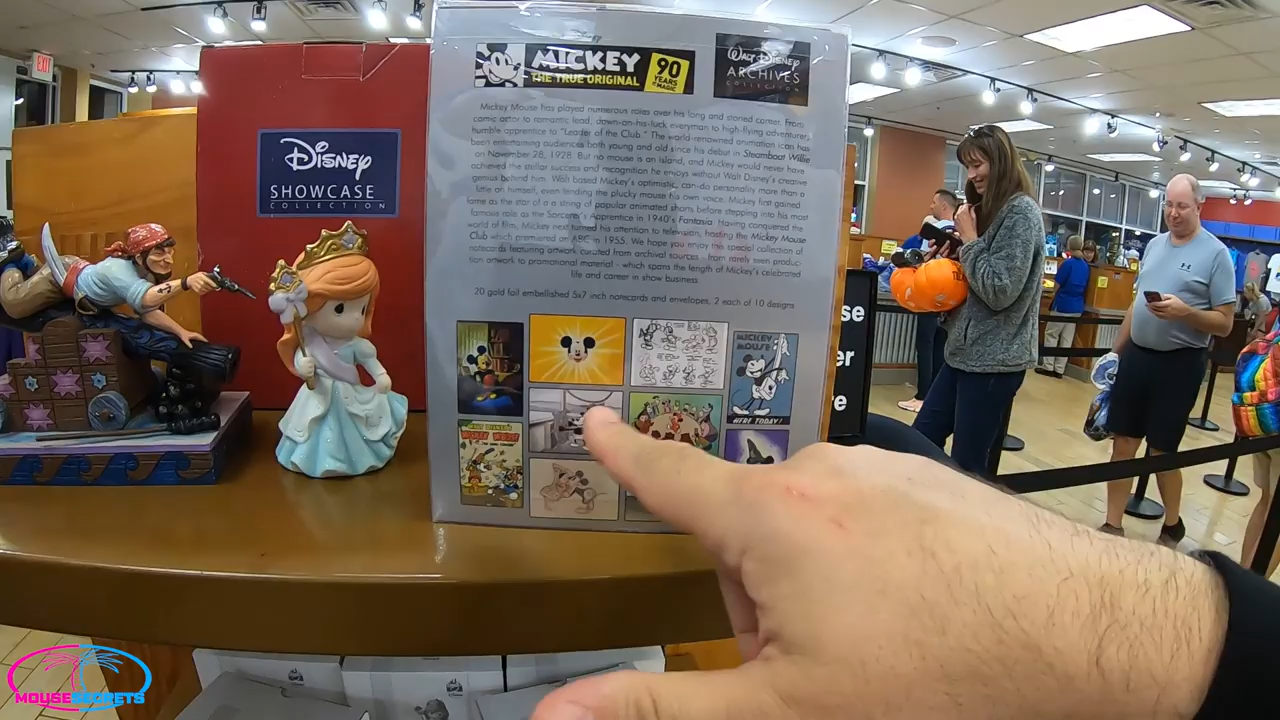 EXIT
MICKEY
THE TRUE ORIGINAL
90
YEARS
WALT DISNEY
ARCHIVES
COLLECTION
DISNEY
SHOWCASE
COLLECTION
Mickey Mouse has played numerous roles over his long and storied career. From
comic actor to romantic lead, down-on-his-luck everyman to high-flying adventurer,
humble apprentice to "Leader of the Club." The world-renowned animation icon has
been entertaining audiences both young and old since his debut in Steamboat Willie
on November 28, 1928. But no mouse is an island, and Mickey would never have
achieved the stellar success and recognition he enjoys without Walt Disney's creative
genius behind him. Walt based Mickey's optimistic, can-do personality more than a
little on himself, even lending the plucky mouse his own voice. Mickey first gained
fame as the star of a string of popular animated shorts before stepping into his most
famous role as the Sorcerer's Apprentice in 1940's Fantasia. Having conquered the
world of film, Mickey next turned his attention to television, hosting the Mickey Mouse
Club which premiered on ABC in 1955. We hope you enjoy this special collection of
notecards featuring artwork curated from archival sources - from rarely seen produc-
tion artwork to promotional material - which spans the length of Mickey's celebrated
life and career in show business.
20 gold foil embellished 5x7 inch notecards and envelopes, 2 each of 10 designs
MICKEY
MOUSE
HERE TODAY!
MICKEY MOUSE
se
er
re
MOUSESECRETS